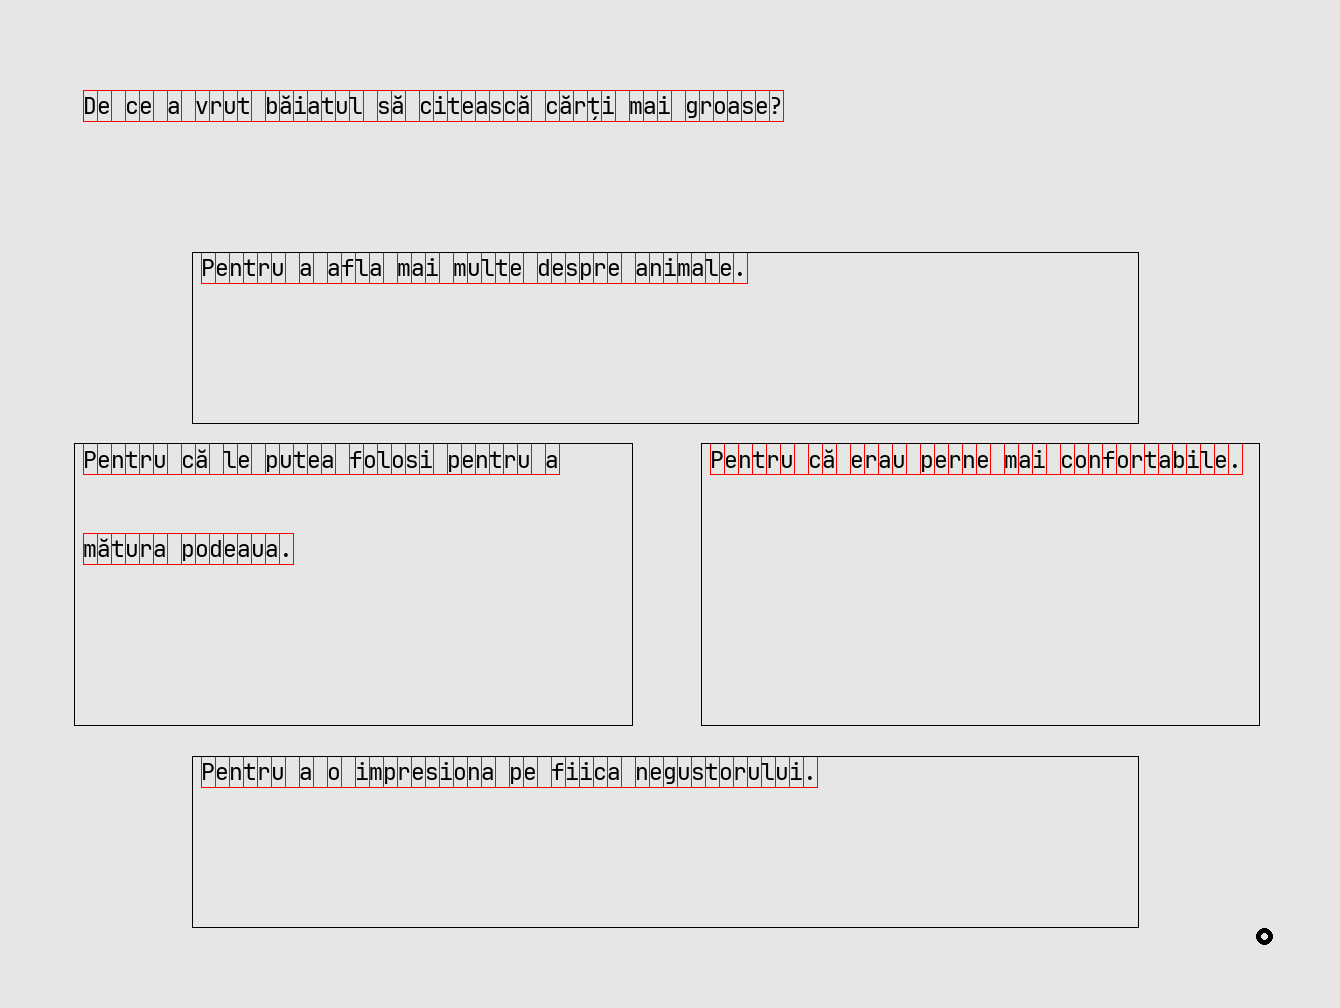 De ce a vrut băiatul să citească cărți mai groase?
Pentru a afla mai multe despre animale.
Pentru că le putea folosi pentru a
mătura podeaua.
Pentru că erau perne mai confortabile.
Pentru a o impresiona pe fiica negustorului.